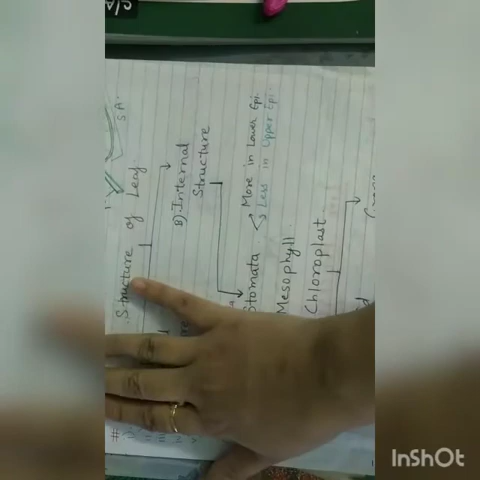 Structure of Leaf
B) Internal
Structure
Stomata
More in Lower Epi.
Less in Upper Epi.
Mesophyll
Chloroplast
S A
C/A
#
InShOt